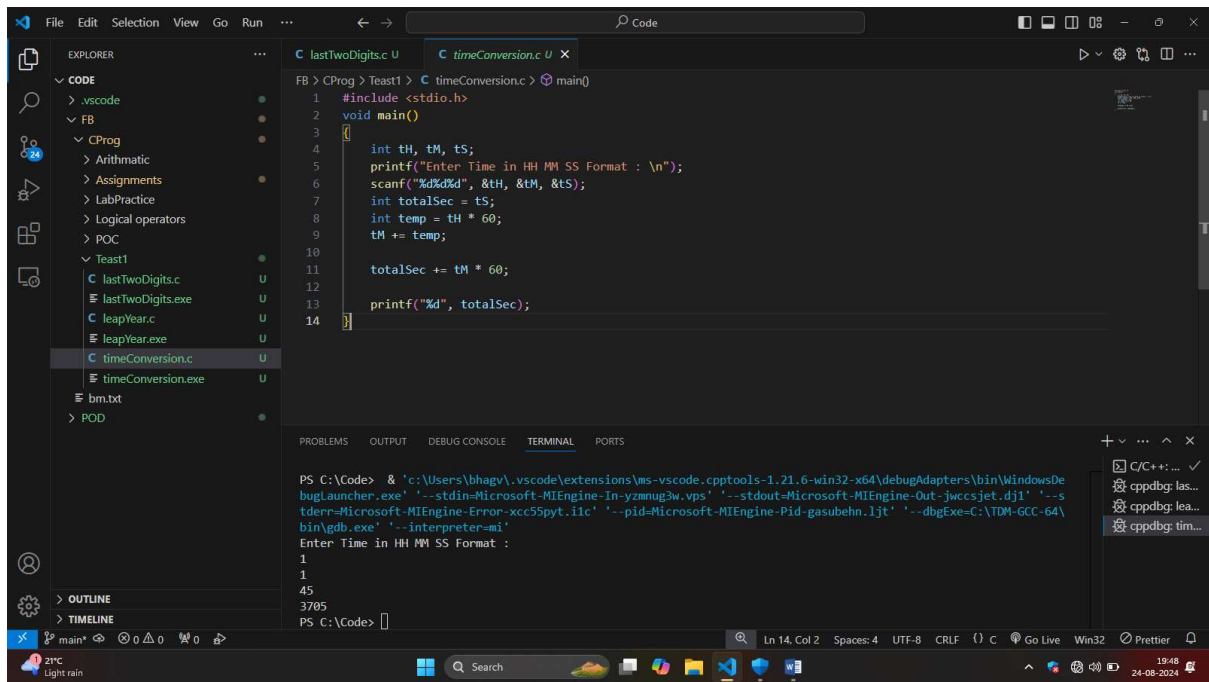 File Edit Selection View Go Run ··· ← → Code
EXPLORER ···
CODE
> .vscode
FB
CProg
> Arithmatic
> Assignments
> LabPractice
> Logical operators
> POC
Teast1
C lastTwoDigits.c U
lastTwoDigits.exe U
C leapYear.c U
leapYear.exe U
C timeConversion.c U
timeConversion.exe U
bm.txt
> POD
> OUTLINE
> TIMELINE
24
C lastTwoDigits.c U C timeConversion.c U ×
FB > CProg > Teast1 > C timeConversion.c > main()
1 #include <stdio.h>
2 void main()
3 {
4 int tH, tM, tS;
5 printf("Enter Time in HH MM SS Format : \n");
6 scanf("%d%d%d", &tH, &tM, &tS);
7 int totalSec = tS;
8 int temp = tH * 60;
9 tM += temp;
10
11 totalSec += tM * 60;
12
13 printf("%d", totalSec);
14 }
PROBLEMS OUTPUT DEBUG CONSOLE TERMINAL PORTS
PS C:\Code> & 'c:\Users\bhagv\.vscode\extensions\ms-vscode.cpptools-1.21.6-win32-x64\debugAdapters\bin\WindowsDe
bugLauncher.exe' '--stdin=Microsoft-MIEngine-In-yzmnug3w.vps' '--stdout=Microsoft-MIEngine-Out-jwccsjet.dj1' '--s
tderr=Microsoft-MIEngine-Error-xcc55pyt.i1c' '--pid=Microsoft-MIEngine-Pid-gasubehn.ljt' '--dbgExe=C:\TDM-GCC-64\
bin\gdb.exe' '--interpreter=mi'
Enter Time in HH MM SS Format :
1
1
45
3705
PS C:\Code>
C/C++: ... ✓
cppdbg: las...
cppdbg: lea...
cppdbg: tim...
main* 0 0 0 Ln 14, Col 2 Spaces: 4 UTF-8 CRLF {} C Go Live Win32 Prettier
1
21°C
Light rain
Search
19:48
24-08-2024